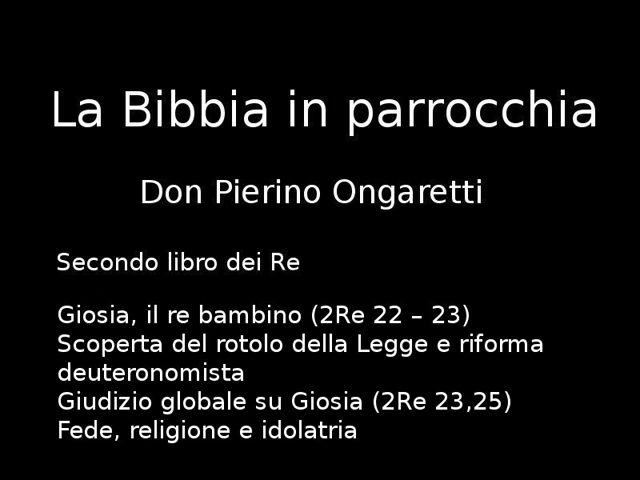 La Bibbia in parrocchia
Don Pierino Ongaretti
Secondo libro dei Re
Giosia, il re bambino (2Re 22 – 23)
Scoperta del rotolo della Legge e riforma
deuteronomista
Giudizio globale su Giosia (2Re 23,25)
Fede, religione e idolatria